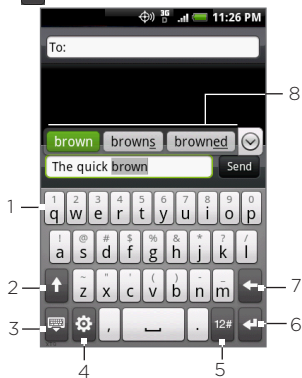 3G 11:26 PM
To:
8
brown browns browned
The quick brown Send
1 2 3 4 5 6 7 8 9 0
1 q w e r t y u i o p
! @ # $ % & * ? /
a s d f g h j k l
~ ' " ( ) - _
2 z x c v b n m 7
3 , . 12# 6
4 5